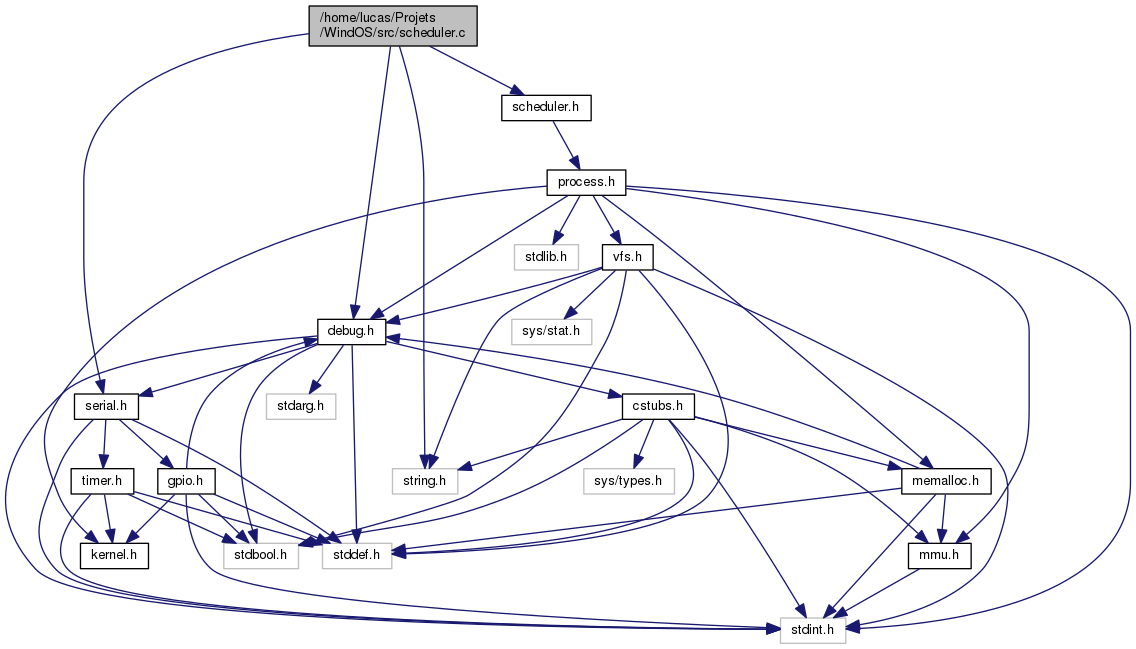 /home/lucas/Projets
/WindOS/src/scheduler.c
scheduler.h
process.h
stdlib.h
vfs.h
debug.h
sys/stat.h
serial.h
stdarg.h
cstubs.h
timer.h
gpio.h
string.h
sys/types.h
memalloc.h
kernel.h
stdbool.h
stddef.h
mmu.h
stdint.h